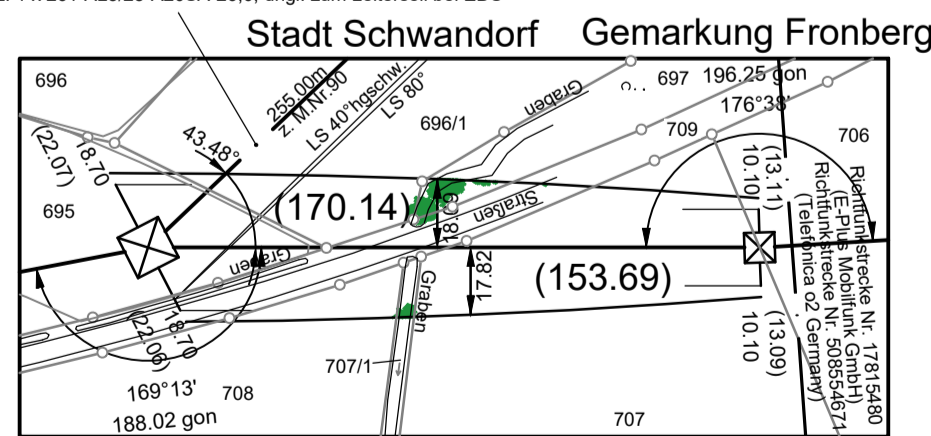 Stadt Schwandorf Gemarkung Fronberg
696
255.00m
z. M.Nr.90
LS 40°hgschw.
LS 80°
Graben
697
196.25 gon
176°38'
696/1
709
706
43.48°
18.70
(22.07)
695
(170.14)
18.09
Straßen
(13.11)
10.10
Richtfunkstrecke Nr. 17815480
(E-Plus Mobilfunk GmbH)
Richtfunkstrecke Nr. 508554671
(Telefónica o2 Germany)
Graben
Graben
17.82
(153.69)
18.70
(22.06)
169°13'
188.02 gon
708
707/1
(13.09)
10.10
707